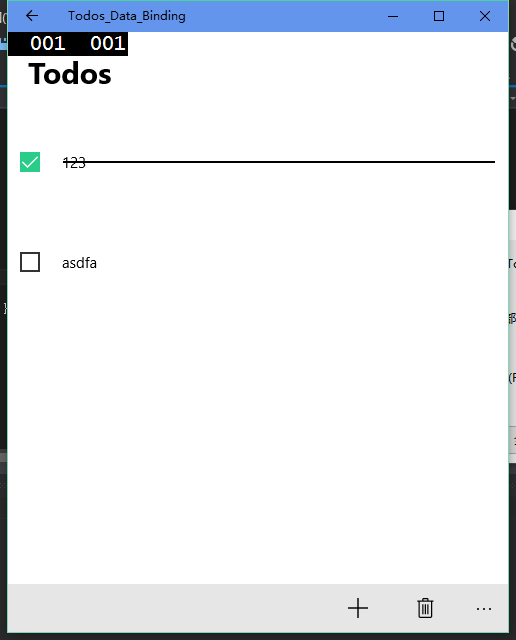 Todos_Data_Binding
001 001
Todos
123
asdfa